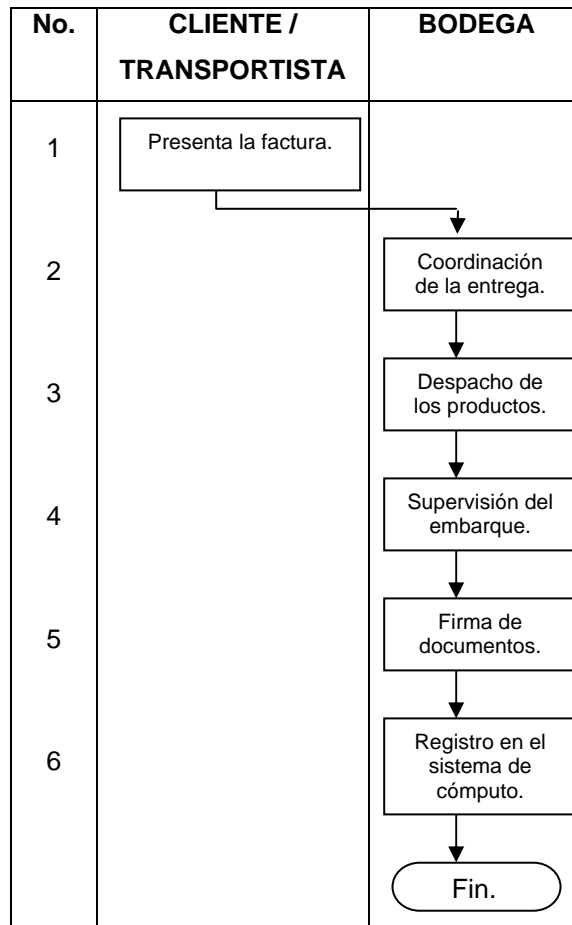 No.
CLIENTE /
TRANSPORTISTA
BODEGA
1
Presenta la factura.
2
Coordinación
de la entrega.
3
Despacho de
los productos.
4
Supervisión del
embarque.
5
Firma de
documentos.
6
Registro en el
sistema de
cómputo.
Fin.